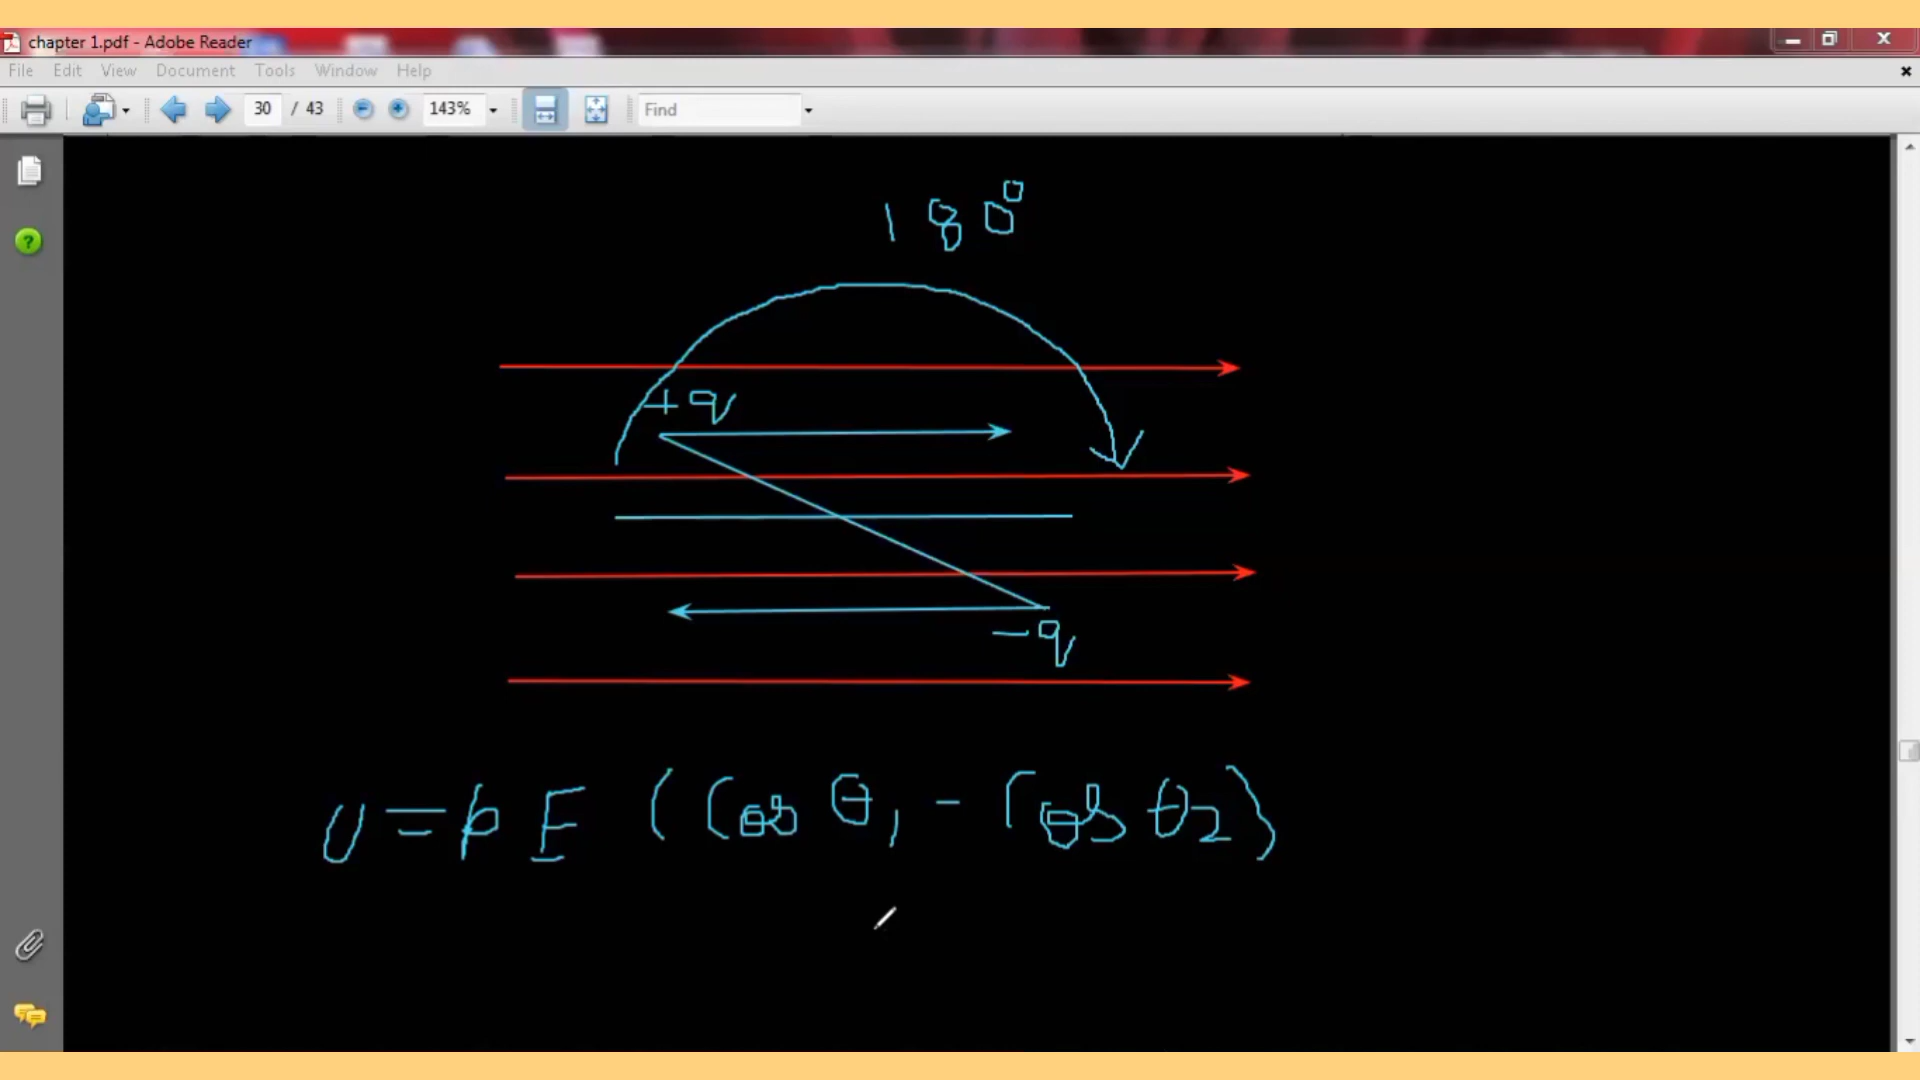 chapter 1.pdf - Adobe Reader
File Edit View Document Tools Window Help
30 / 43 143% Find
180⁰
+q
-q
U = pE (Cos θ₁ - Cos θ₂)